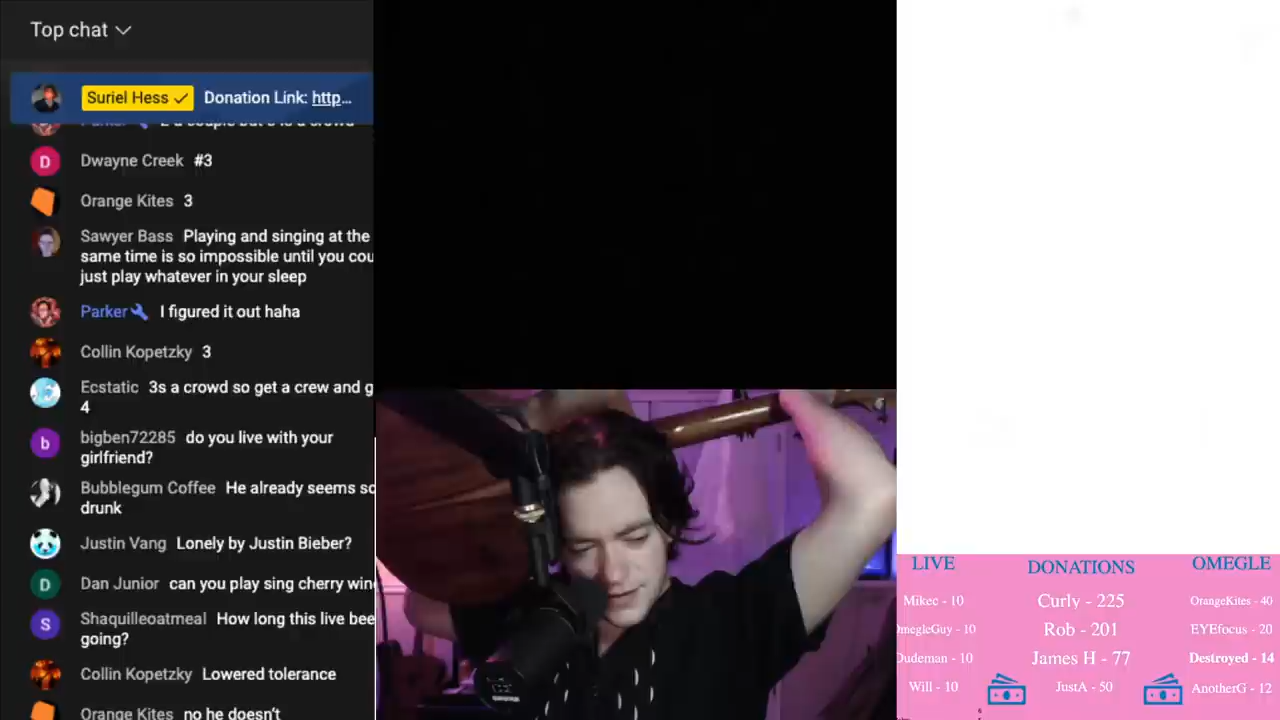 Top chat
Suriel Hess Donation Link: http...
Parker
Dwayne Creek #3
Orange Kites 3
Sawyer Bass Playing and singing at the
same time is so impossible until you cou
just play whatever in your sleep
Parker I figured it out haha
Collin Kopetzky 3
Ecstatic 3s a crowd so get a crew and g
4
bigben72285 do you live with your
girlfriend?
Bubblegum Coffee He already seems so
drunk
Justin Vang Lonely by Justin Bieber?
Dan Junior can you play sing cherry win
Shaquilleoatmeal How long this live bee
going?
Collin Kopetzky Lowered tolerance
Orange Kites no he doesn't
LIVE
Mikec - 10
OmegleGuy - 10
Dudeman - 10
Will - 10
DONATIONS
Curly - 225
Rob - 201
James H - 77
JustA - 50
OMEGLE
OrangeKites - 40
EYEfocus - 20
Destroyed - 14
AnotherG - 12